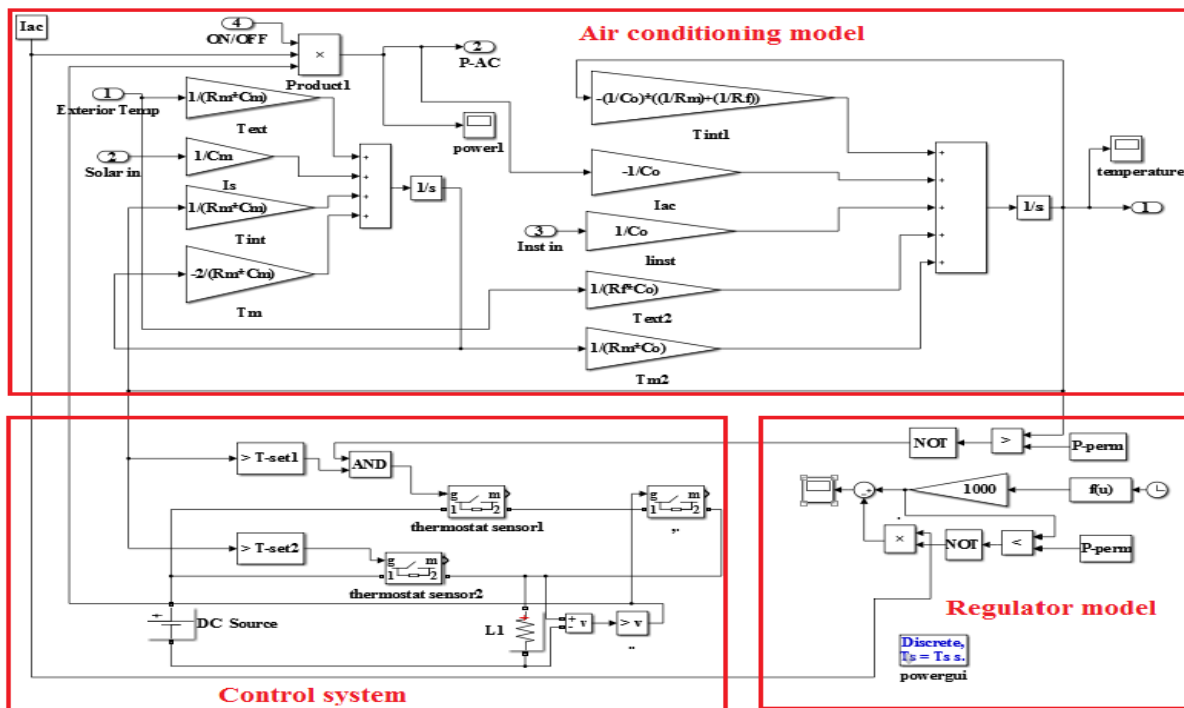 Iac
4
ON/OFF
×
Product1
2
P-AC
Air conditioning model
1
Exterior Temp
1/(Rm*Cm)
Text
power1
-(1/Co)*((1/Rm)+(1/Rf))
Tint1
2
Solar in
1/Cm
Is
+
+
+
+
1/s
-1/Co
Iac
1/(Rm*Cm)
Tint
3
Inst in
1/Co
Iinst
+
+
+
+
+
1/s
temperature
1
-2/(Rm*Cm)
Tm
1/(Rf*Co)
Text2
1/(Rm*Co)
Tm2
> T-set1
AND
g m
1 2
thermostat sensor1
g m
1 2
,.
> T-set2
g m
1 2
thermostat sensor2
DC Source
L1
+
-
v
> v
..
Control system
NOT
>
P-perm
1000
.
f(u)
×
NOT
<
P-perm
Regulator model
Discrete,
Ts = Ts s.
powergui